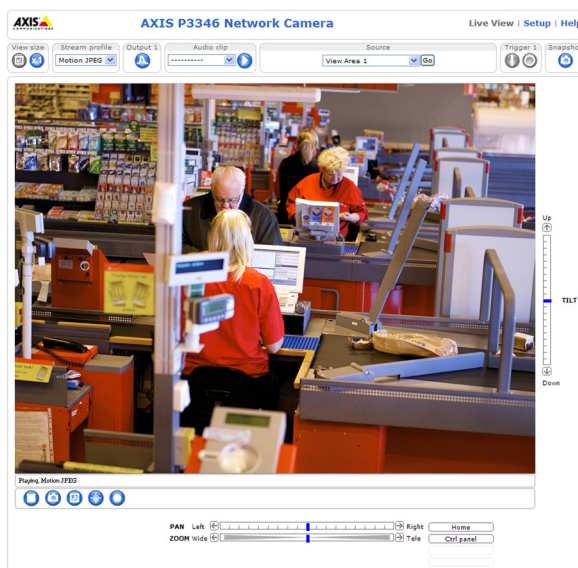 AXIS
COMMUNICATIONS
AXIS P3346 Network Camera
Live View | Setup | Help
View size
Stream profile
Output 1
Audio clip
Source
Trigger 1
Snapsho
Motion JPEG
----------
View Area 1
Go
Up
TILT
Down
Playing, Motion JPEG
PAN Left Right Home
ZOOM Wide Tele Ctrl panel